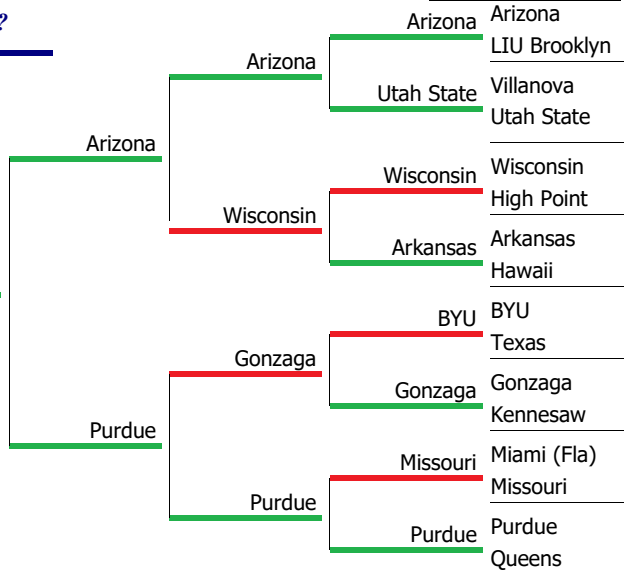 ?
Arizona
Arizona
LIU Brooklyn
Arizona
Utah State
Villanova
Utah State
Arizona
Wisconsin
Wisconsin
High Point
Wisconsin
Arkansas
Arkansas
Hawaii
BYU
BYU
Texas
Gonzaga
Gonzaga
Gonzaga
Kennesaw
Purdue
Missouri
Miami (Fla)
Missouri
Purdue
Purdue
Purdue
Queens